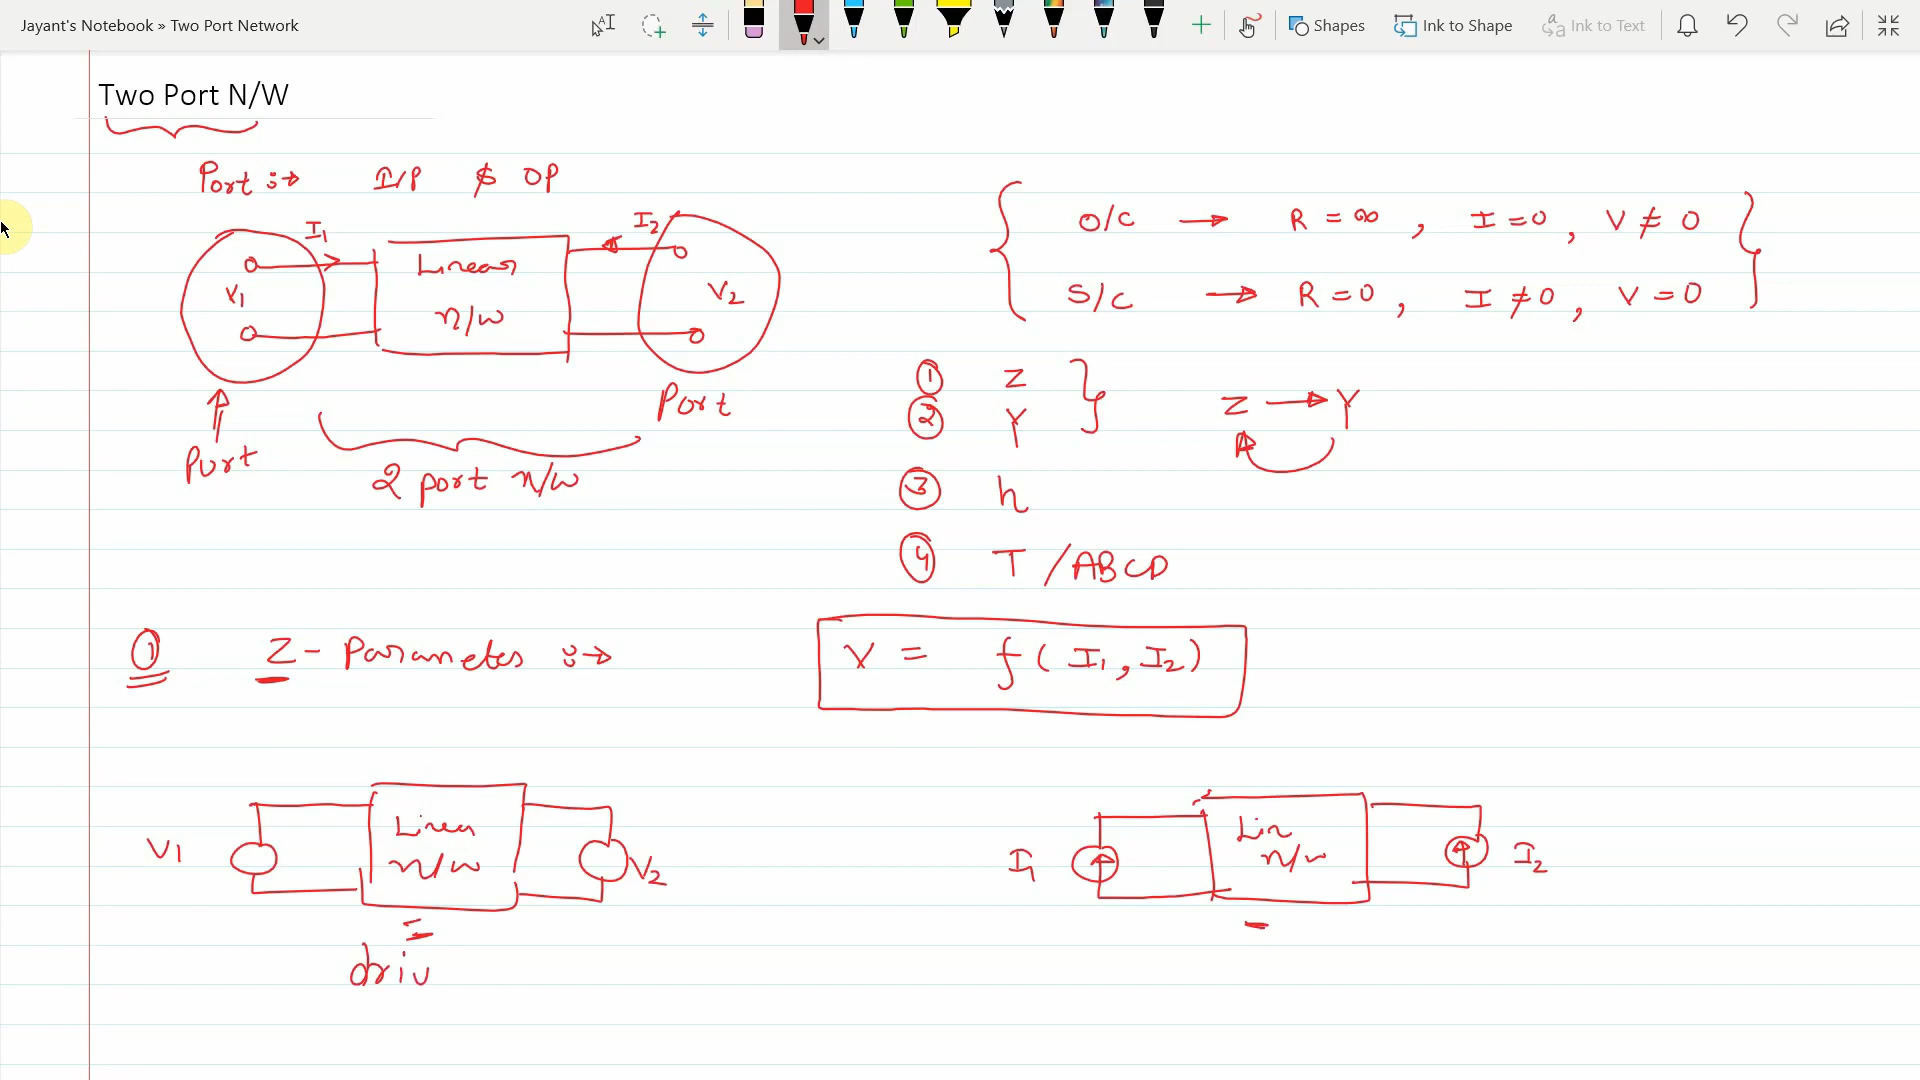 Jayant's Notebook » Two Port Network
Shapes
Ink to Shape
Ink to Text
Two Port N/W
Port :→ I/P $ OP
I1
I2
V1
Linear
n/w
V2
Port
Port
2 port n/w
O/C → R = ∞ , I = 0 , V ≠ 0
S/C → R = 0 , I ≠ 0 , V = 0
① Z
② Y
Z → Y
③ h
④ T /ABCD
① Z - Parameter :→
V = f ( I1 , I2 )
V1
Linear
n/w
V2
driv
I1
Lin
n/w
I2